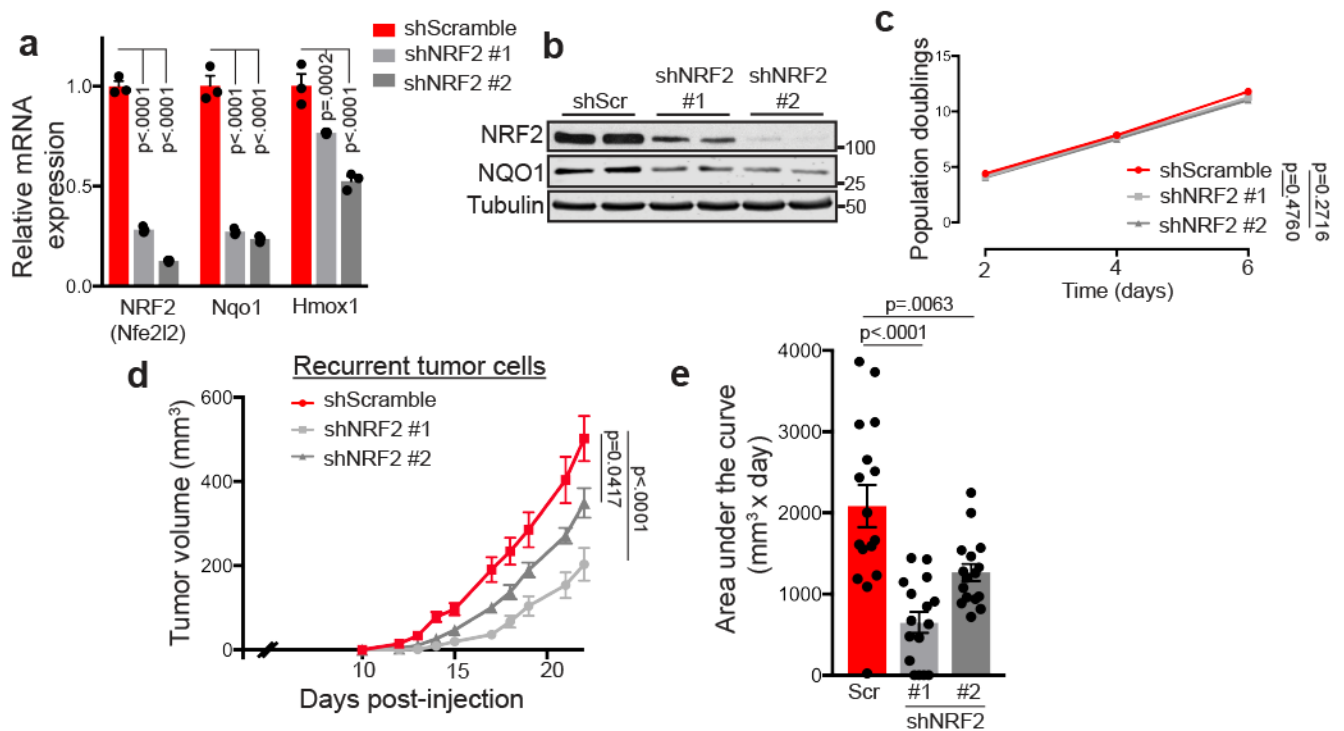 a
shScramble
shNRF2 #1
shNRF2 #2
Relative mRNA
expression
1.0
0.5
0.0
p<.0001
p<.0001
p<.0001
p<.0001
p=.0002
p<.0001
NRF2
(Nfe2l2)
Nqo1
Hmox1
b
shScr
shNRF2
#1
shNRF2
#2
NRF2
NQO1
Tubulin
100
25
50
c
Population doublings
15
10
5
0
shScramble
shNRF2 #1
shNRF2 #2
p=0.4760
p=0.2716
2 4 6
Time (days)
d
Recurrent tumor cells
shScramble
shNRF2 #1
shNRF2 #2
Tumor volume (mm³)
600
400
200
0
p=0.0417
p<.0001
10 15 20
Days post-injection
e
p=.0063
p<.0001
Area under the curve
(mm³ x day)
4000
3000
2000
1000
0
Scr #1 #2
shNRF2